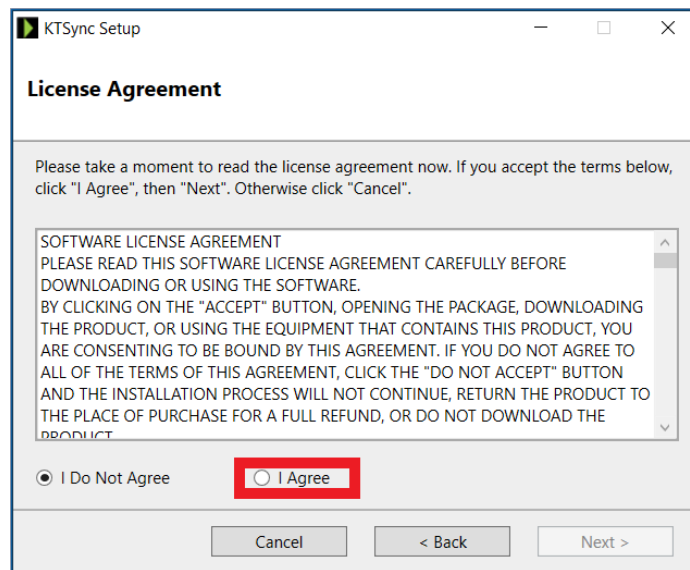 KTSync Setup
License Agreement
Please take a moment to read the license agreement now. If you accept the terms below,
click "I Agree", then "Next". Otherwise click "Cancel".
SOFTWARE LICENSE AGREEMENT
PLEASE READ THIS SOFTWARE LICENSE AGREEMENT CAREFULLY BEFORE
DOWNLOADING OR USING THE SOFTWARE.
BY CLICKING ON THE "ACCEPT" BUTTON, OPENING THE PACKAGE, DOWNLOADING
THE PRODUCT, OR USING THE EQUIPMENT THAT CONTAINS THIS PRODUCT, YOU
ARE CONSENTING TO BE BOUND BY THIS AGREEMENT. IF YOU DO NOT AGREE TO
ALL OF THE TERMS OF THIS AGREEMENT, CLICK THE "DO NOT ACCEPT" BUTTON
AND THE INSTALLATION PROCESS WILL NOT CONTINUE, RETURN THE PRODUCT TO
THE PLACE OF PURCHASE FOR A FULL REFUND, OR DO NOT DOWNLOAD THE
PRODUCT
I Do Not Agree I Agree
Cancel < Back Next >